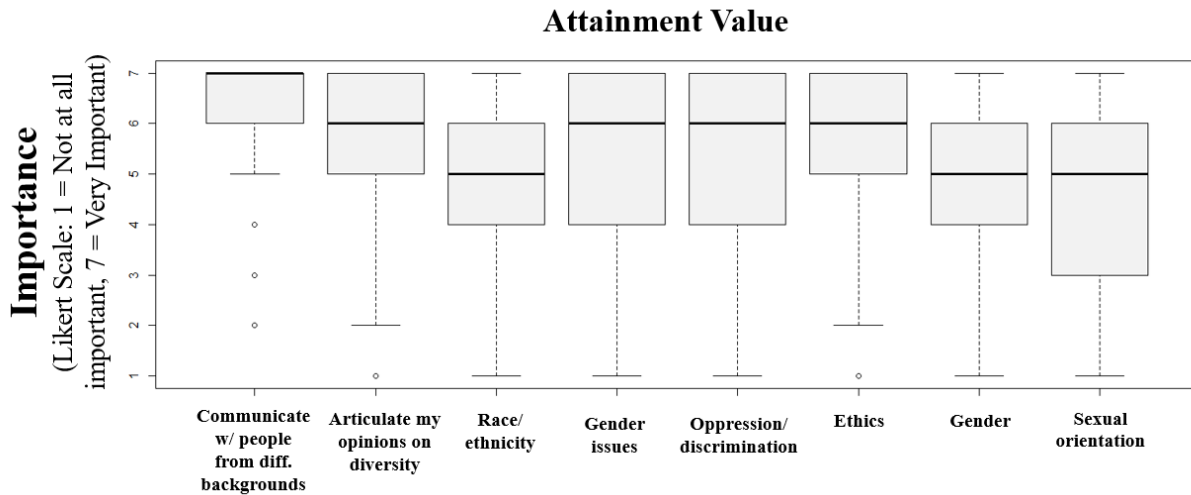 Attainment Value
Importance
(Likert Scale: 1 = Not at all
important, 7 = Very Important)
7
6
5
4
3
2
1
Communicate
w/ people
from diff.
backgrounds
Articulate my
opinions on
diversity
Race/
ethnicity
Gender
issues
Oppression/
discrimination
Ethics
Gender
Sexual
orientation